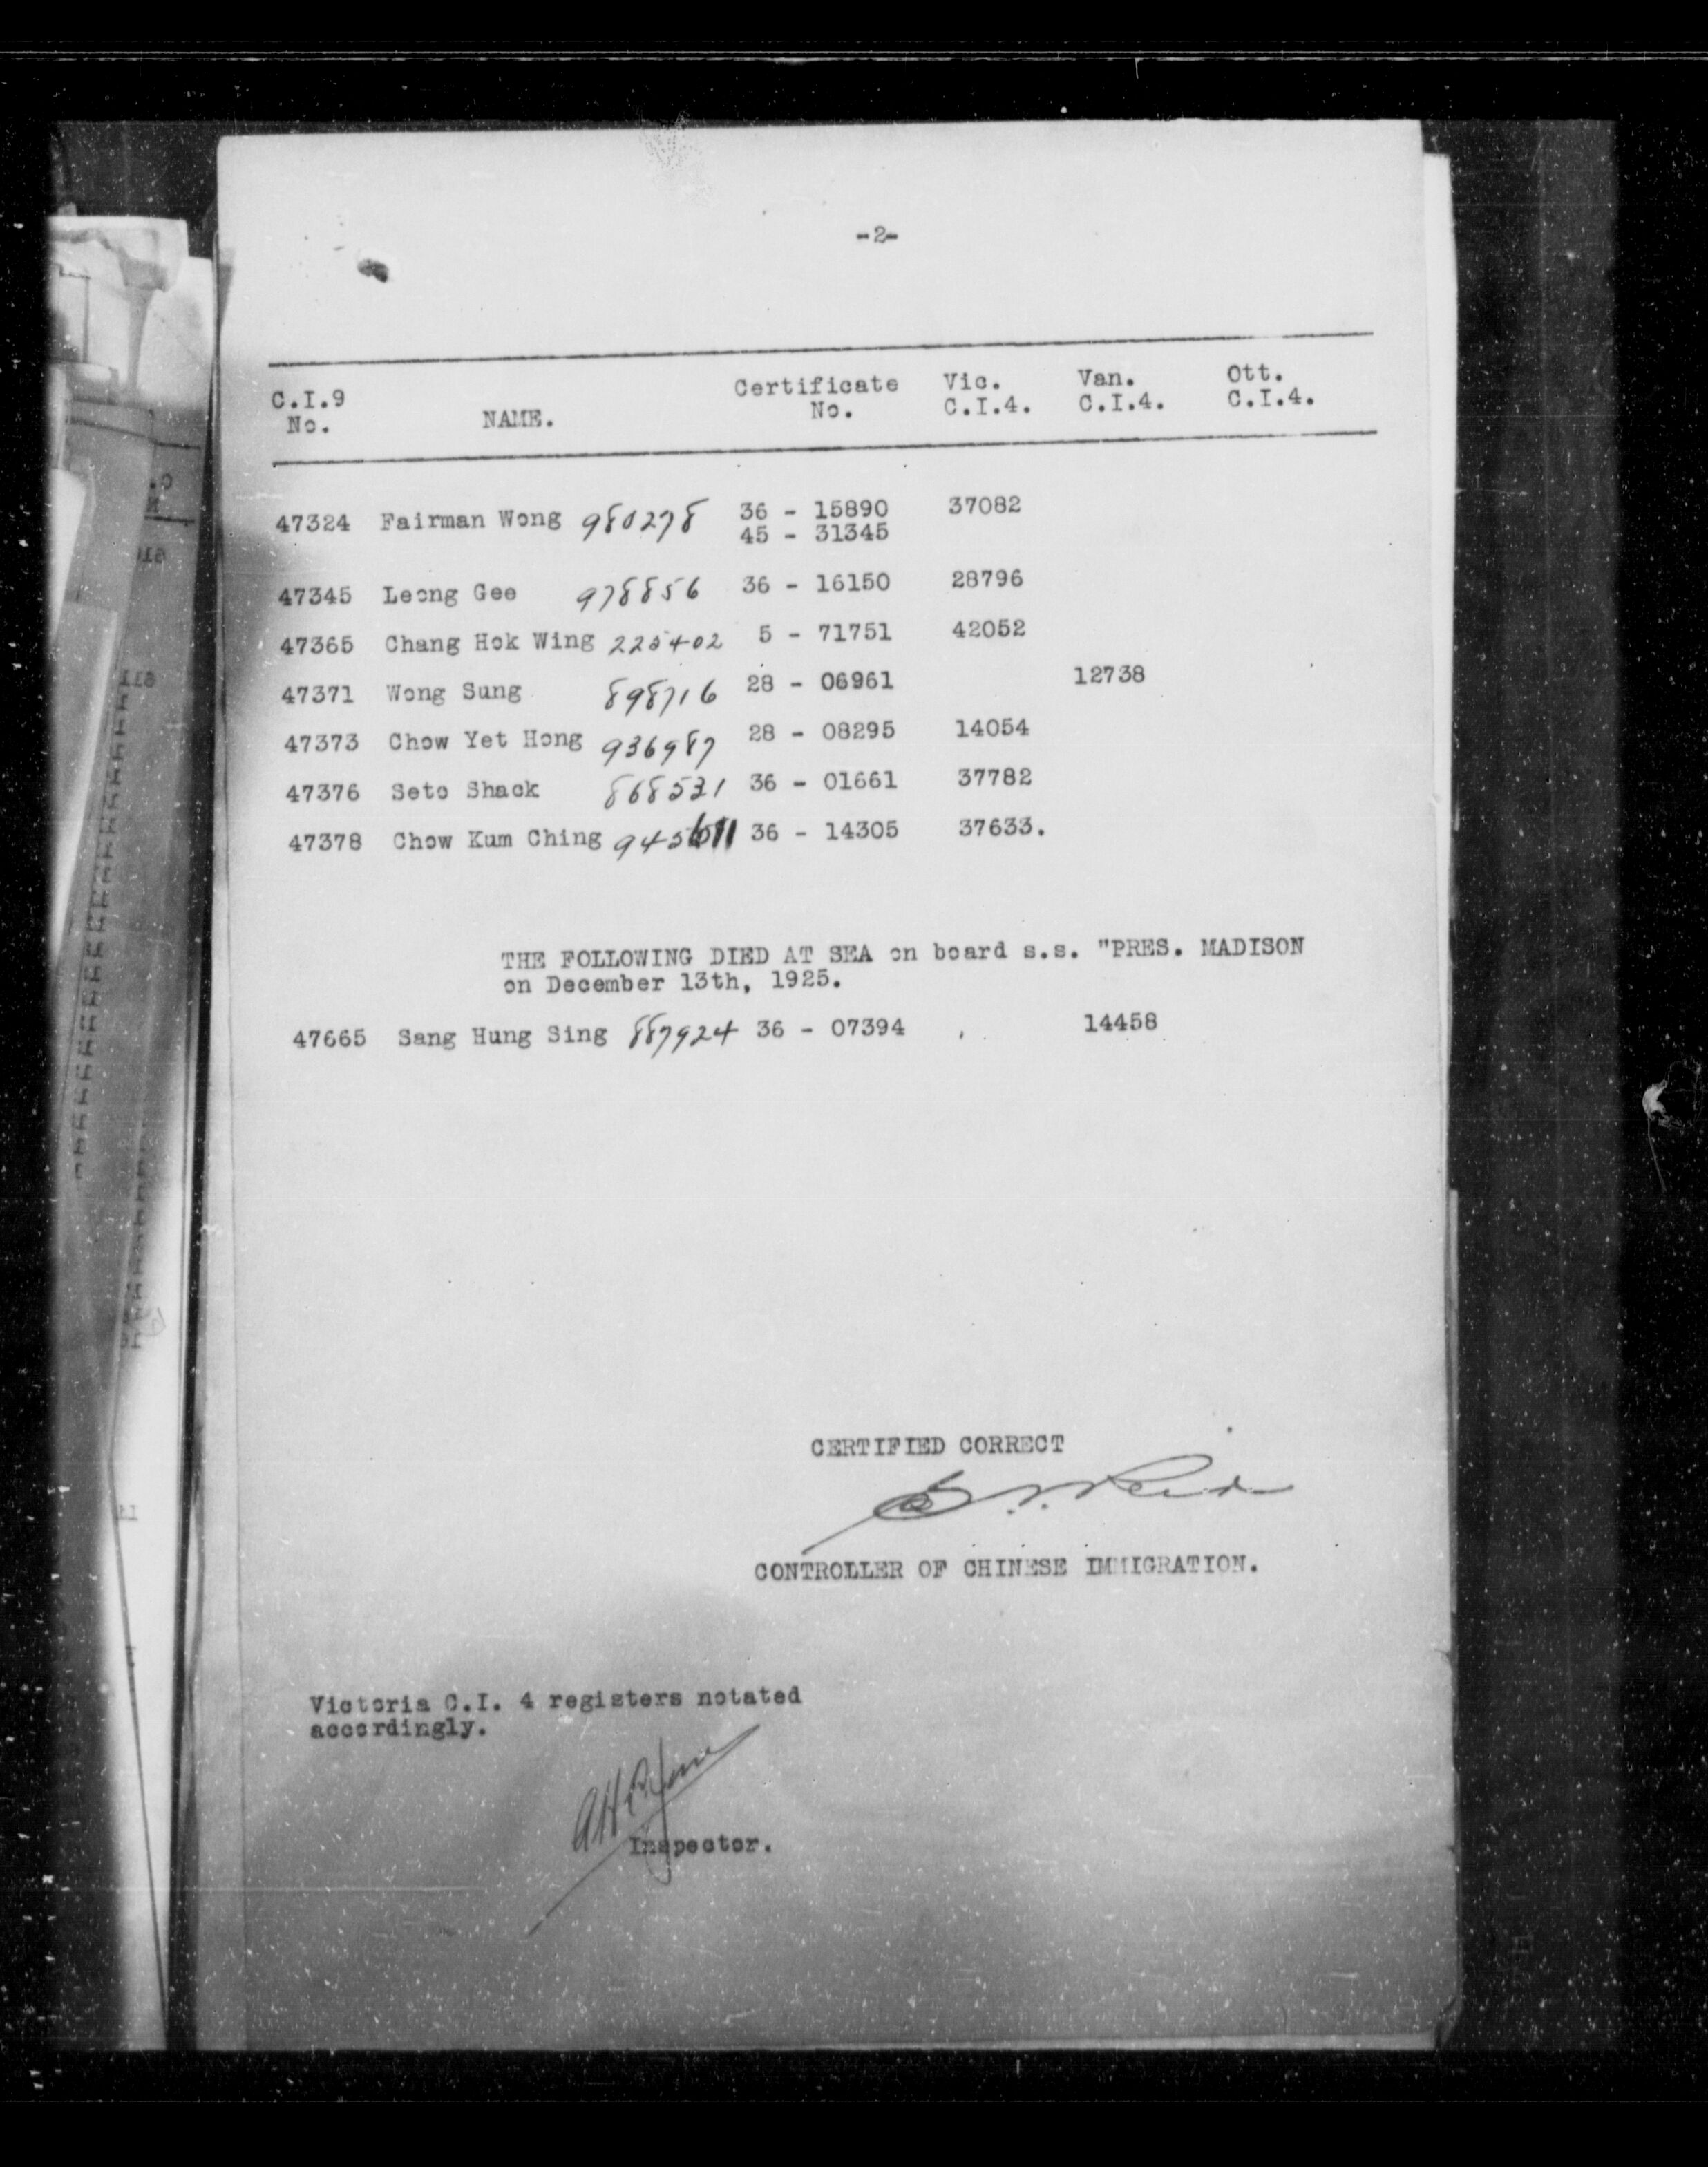 -2-
C.I.9 Certificate Vic. Van. Ott.
No. NAME. No. C.I.4. C.I.4. C.I.4.
47324 Fairman Wong 980278 36 - 15890 37082
45 - 31345
47345 Leong Gee 978856 36 - 16150 28796
47365 Chang Hok Wing 225402 5 - 71751 42052
47371 Wong Sung 898716 28 - 06961 12738
47373 Chow Yet Hong 936987 28 - 08295 14054
47376 Seto Shack 868531 36 - 01661 37782
47378 Chow Kum Ching 36 - 14305 37633.
THE FOLLOWING DIED AT SEA on board s.s. "PRES. MADISON
on December 13th, 1925.
47665 Sang Hung Sing 887924 36 - 07394 14458
CERTIFIED CORRECT
CONTROLLER OF CHINESE IMMIGRATION.
Victoria C.I. 4 registers notated
accordingly.
Inspector.